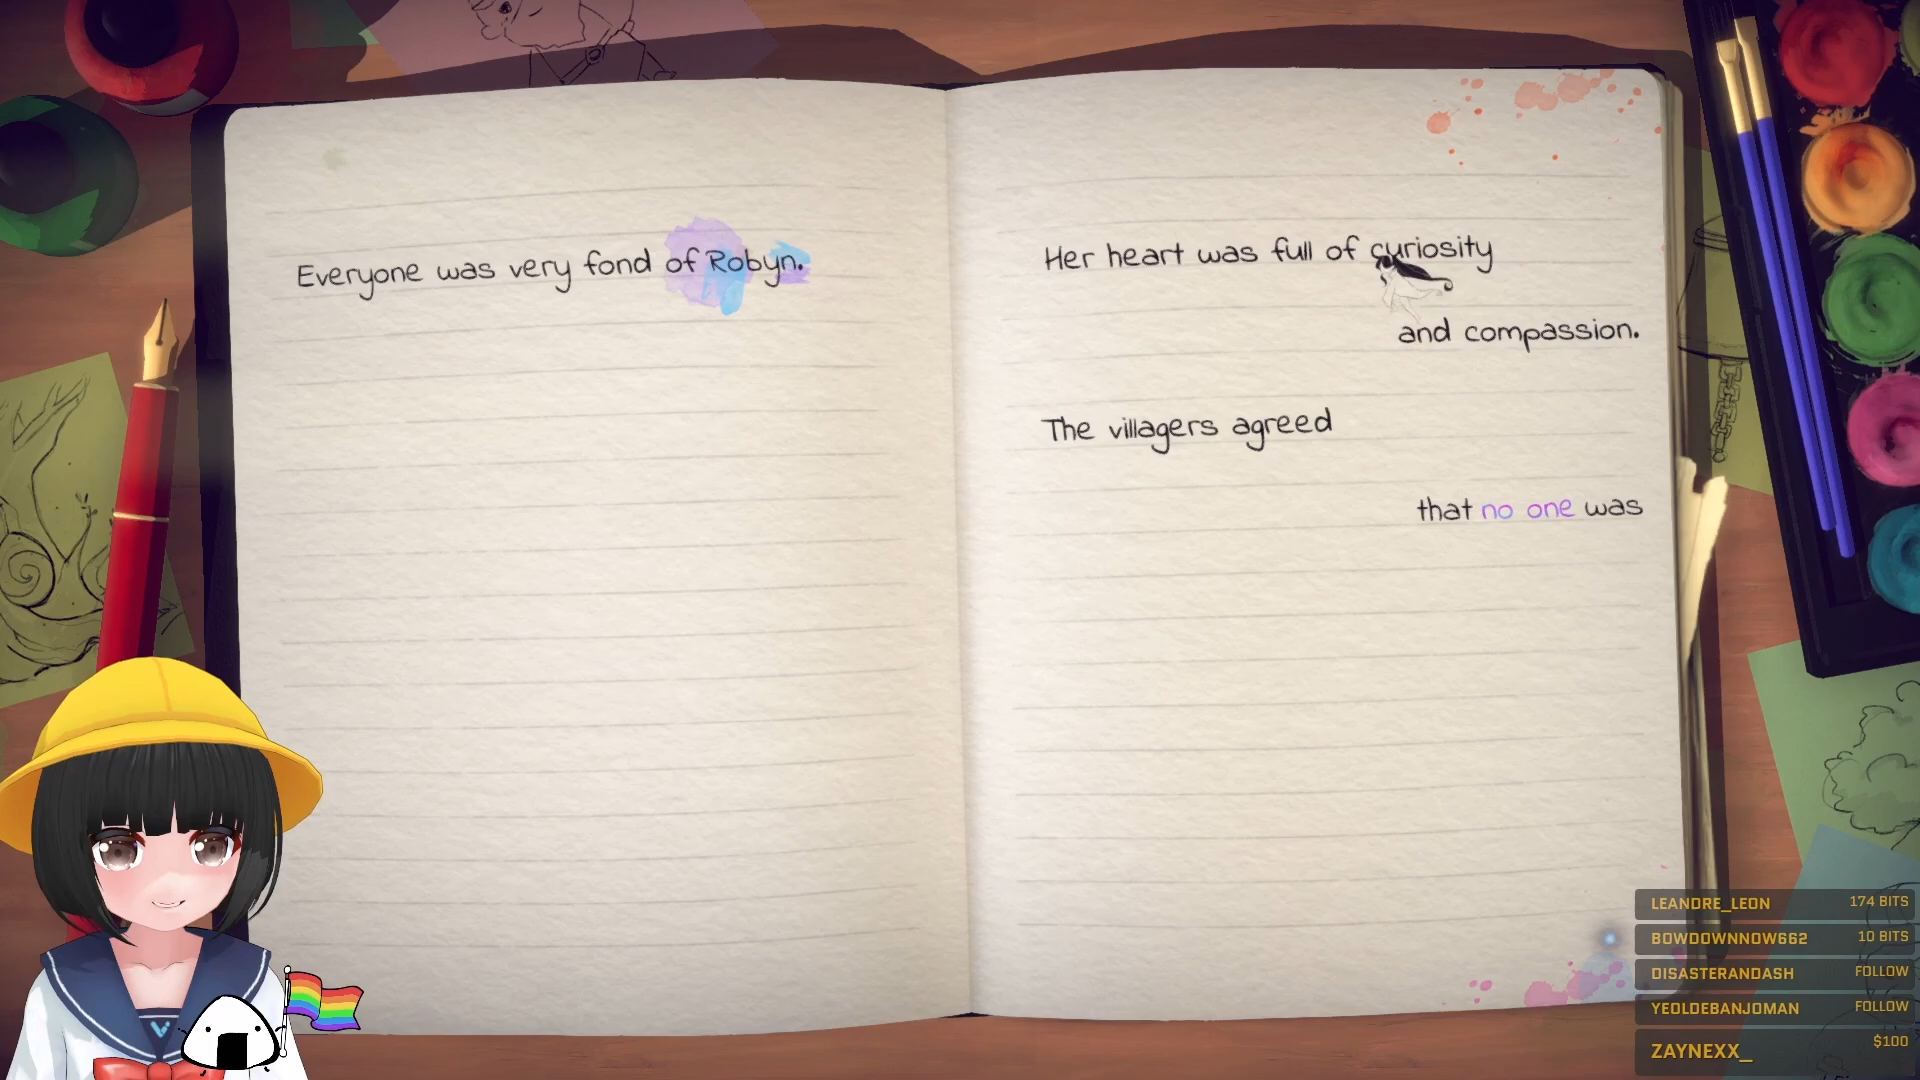 Everyone was very fond of Robyn.
Her heart was full of curiosity
and compassion.
The villagers agreed
that no one was
LEANDRE_LEON 174 BITS
BOWDOWNNOW662 10 BITS
DISASTERANDASH FOLLOW
YEOLDEBANJOMAN FOLLOW
ZAYNEXX_ $100